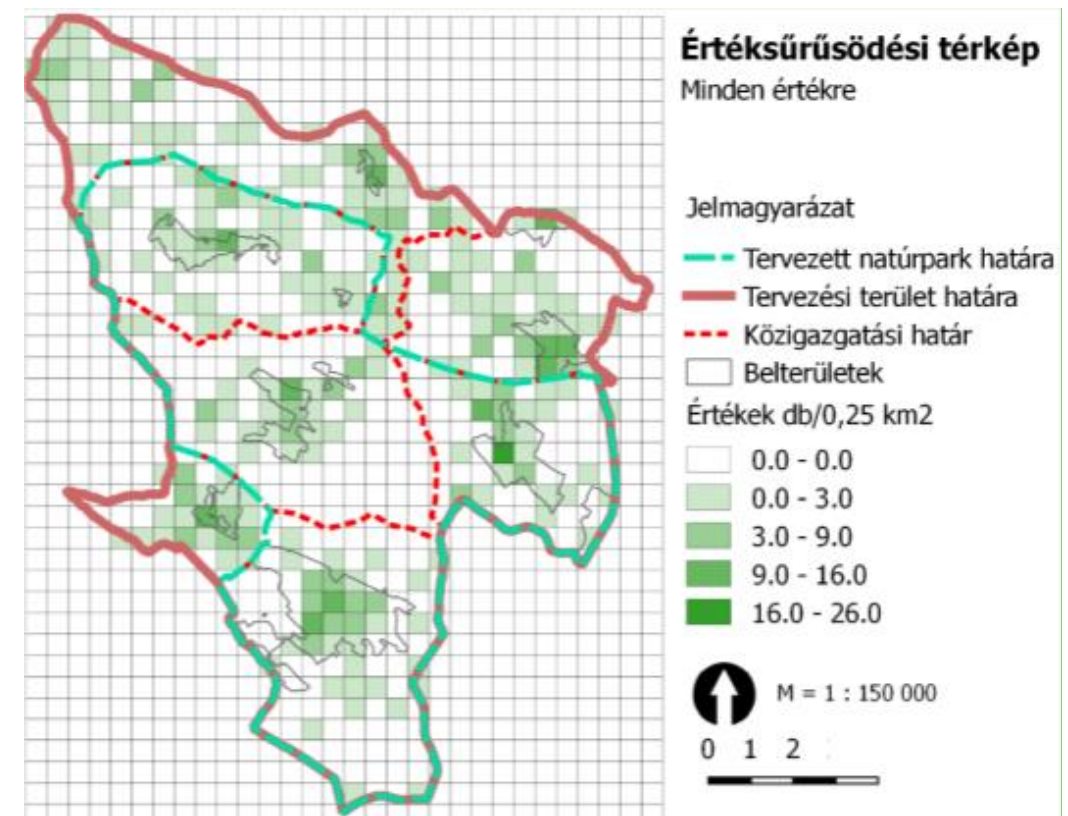 Értéksűrűsödési térkép
Minden értékre
Jelmagyarázat
Tervezett natúrpark határa
Tervezési terület határa
Közigazgatási határ
Belterületek
Értékek db/0,25 km2
0.0 - 0.0
0.0 - 3.0
3.0 - 9.0
9.0 - 16.0
16.0 - 26.0
M = 1 : 150 000
0 1 2